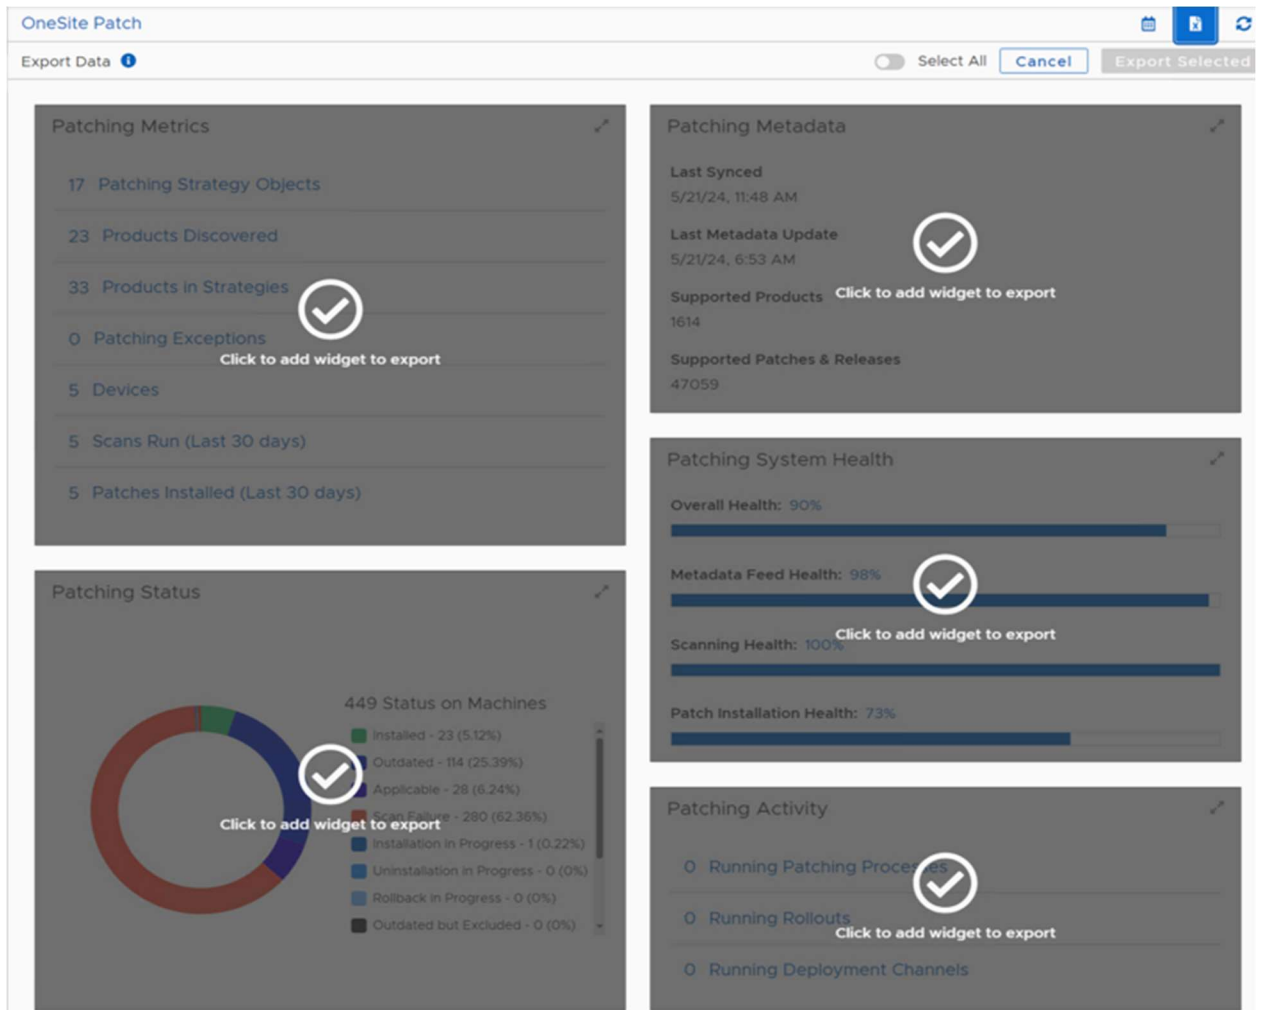 OneSite Patch
Export Data
Select All
Cancel
Export Selected
Patching Metrics
17 Patching Strategy Objects
23 Products Discovered
33 Products in Strategies
0 Patching Exceptions
Click to add widget to export
5 Devices
5 Scans Run (Last 30 days)
5 Patches Installed (Last 30 days)
Patching Metadata
Last Synced
5/21/24, 11:48 AM
Last Metadata Update
5/21/24, 6:53 AM
Supported Products
Click to add widget to export
1614
Supported Patches & Releases
47059
Patching System Health
Overall Health: 90%
Metadata Feed Health: 98%
Click to add widget to export
Scanning Health: 100%
Patch Installation Health: 73%
Patching Status
449 Status on Machines
Installed - 23 (5.12%)
Outdated - 114 (25.39%)
Applicable - 28 (6.24%)
Scan Failure - 280 (62.36%)
Click to add widget to export
Installation in Progress - 1 (0.22%)
Uninstallation in Progress - 0 (0%)
Rollback in Progress - 0 (0%)
Outdated but Excluded - 0 (0%)
Patching Activity
0 Running Patching Processes
0 Running Rollouts
Click to add widget to export
0 Running Deployment Channels